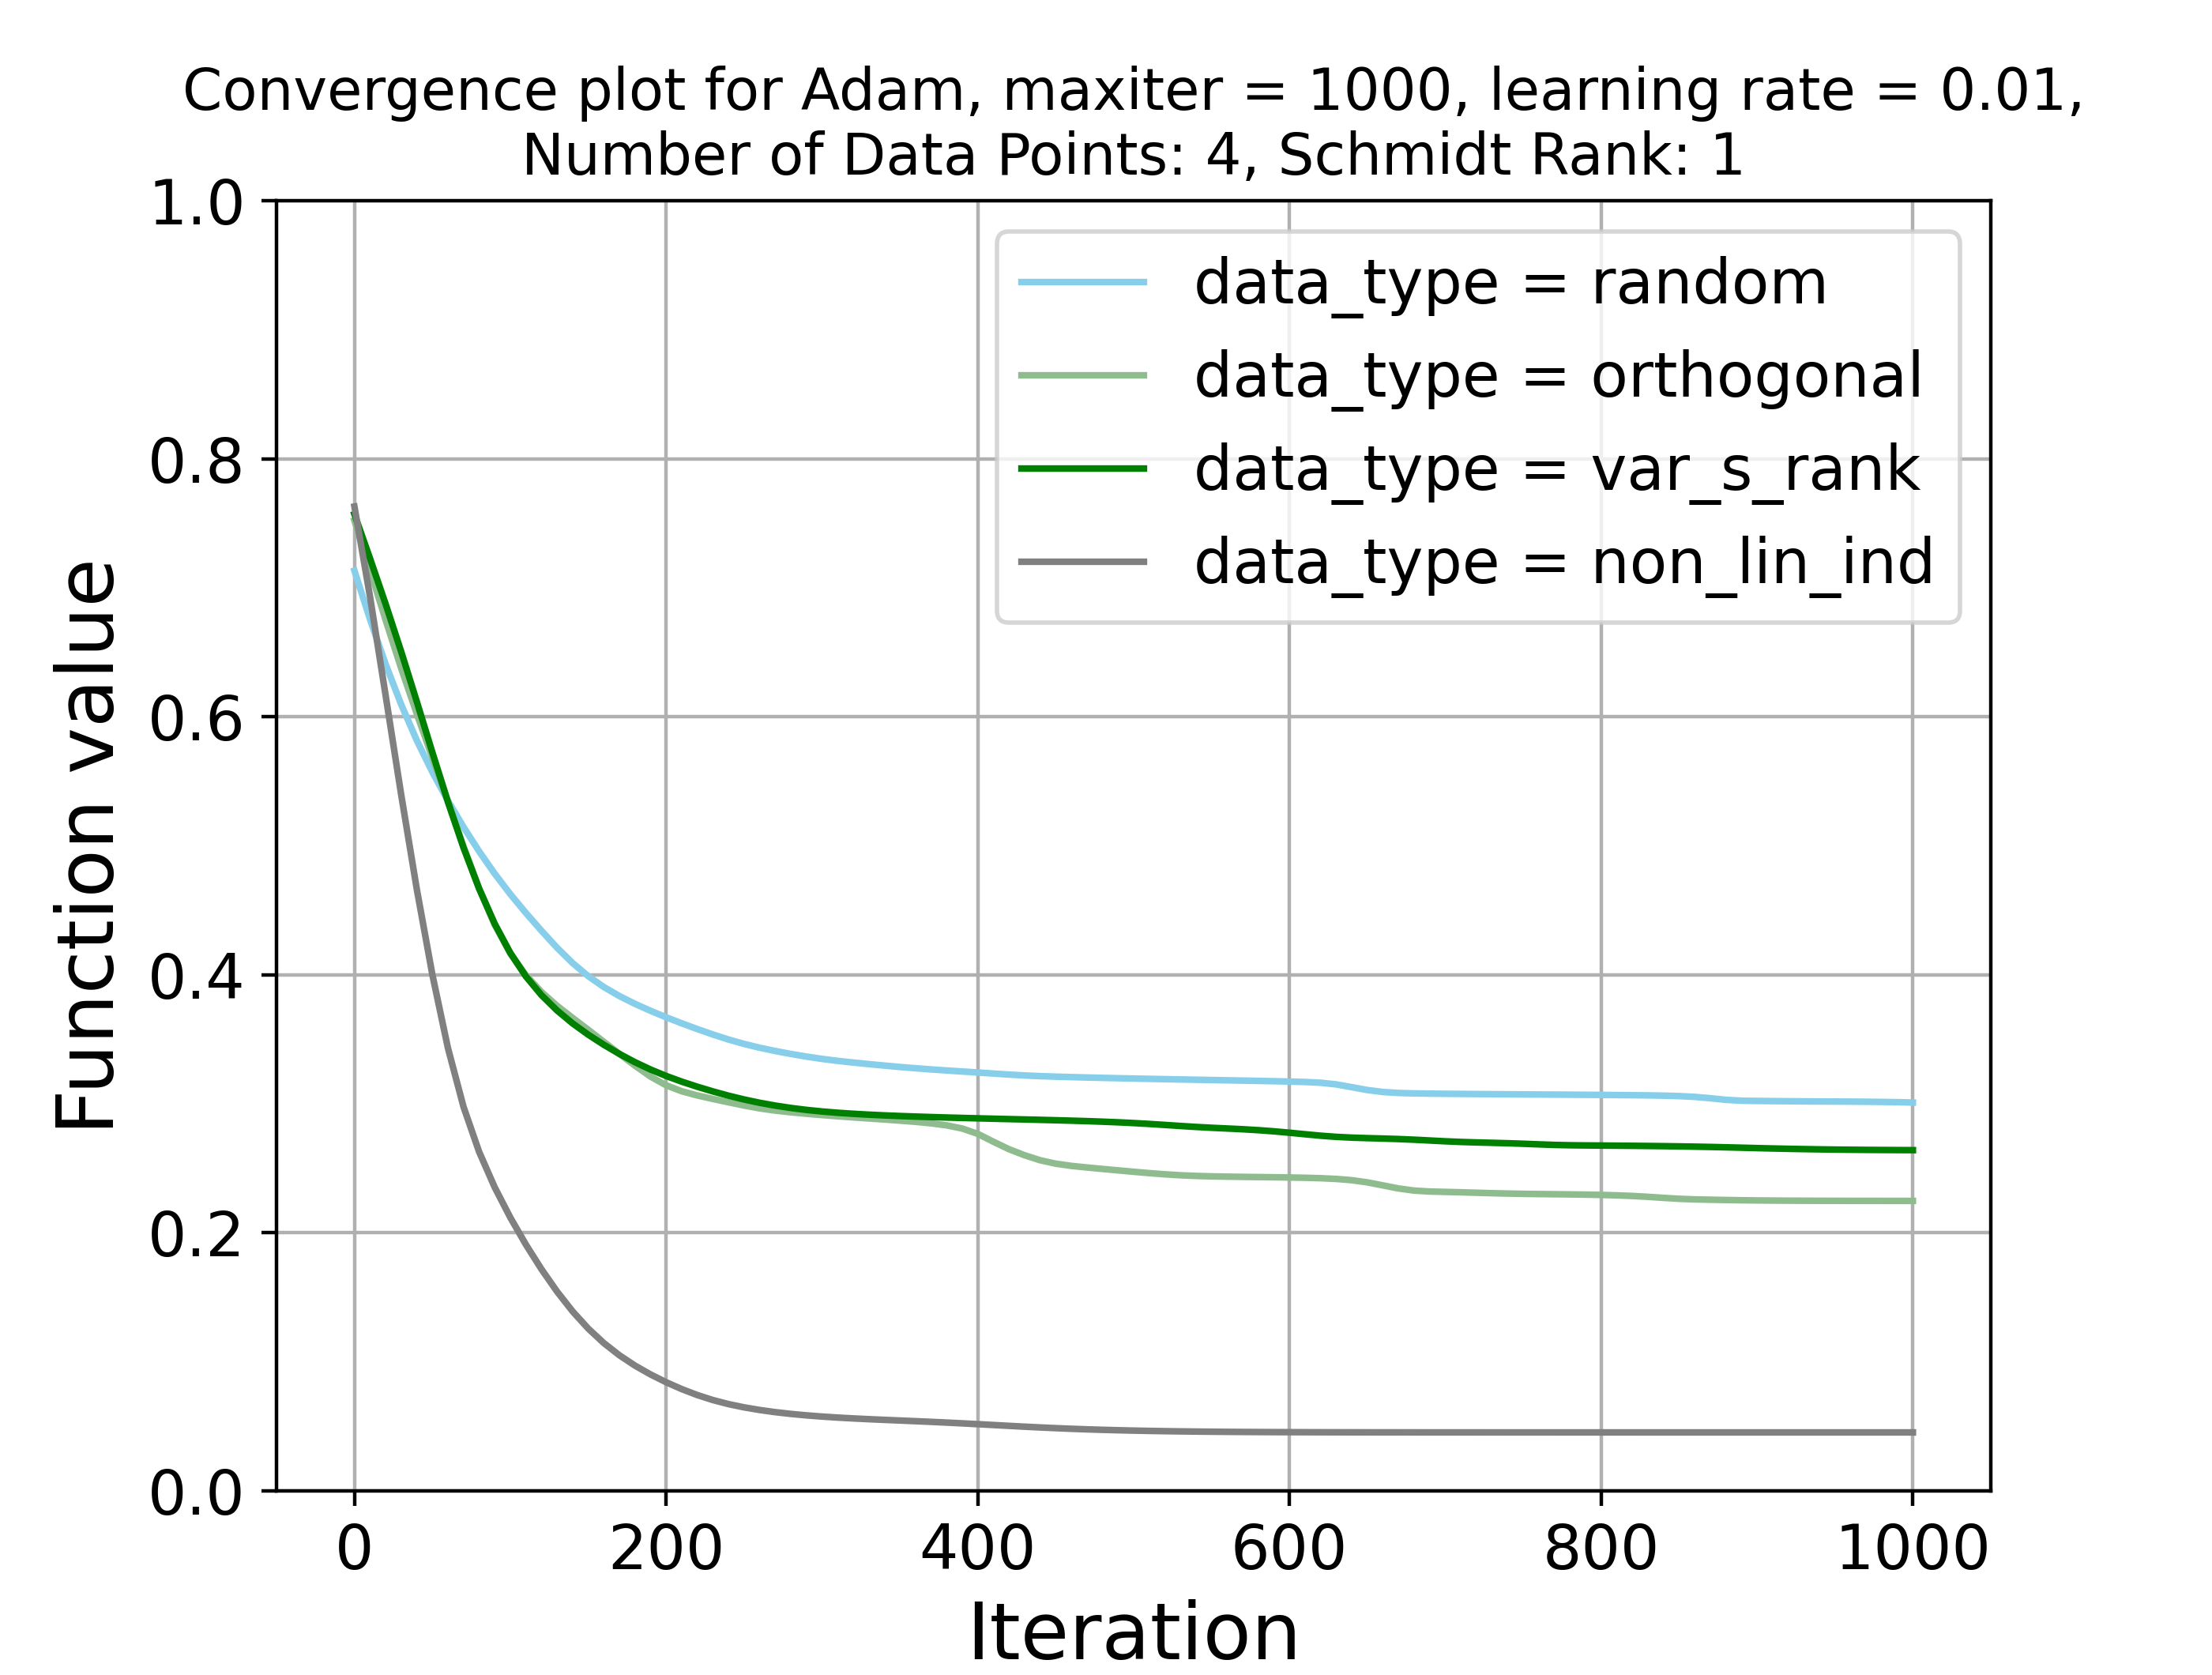 Convergence plot for Adam, maxiter = 1000, learning rate = 0.01,
Number of Data Points: 4, Schmidt Rank: 1
1.0
0.8
0.6
0.4
0.2
0.0
Function value
data_type = random
data_type = orthogonal
data_type = var_s_rank
data_type = non_lin_ind
0 200 400 600 800 1000
Iteration